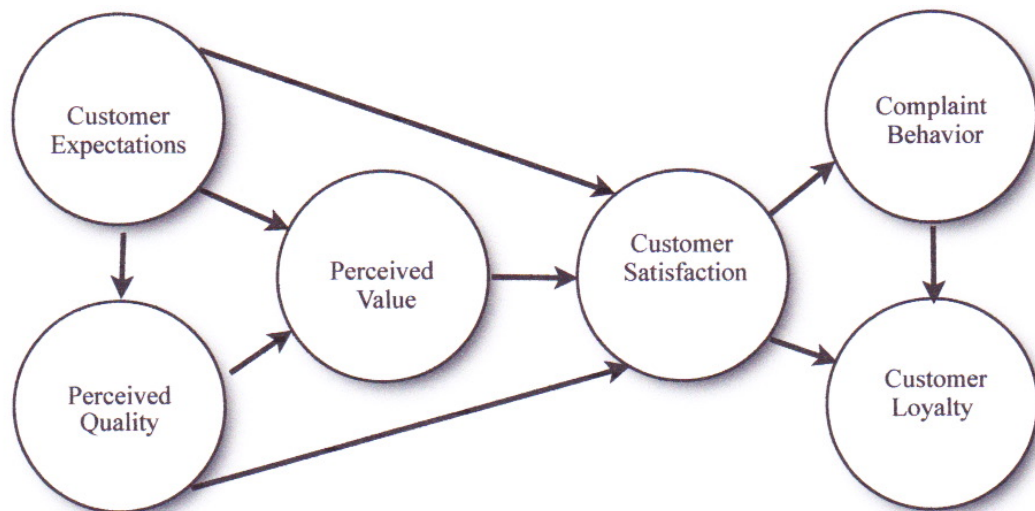 Customer
Expectations
Perceived
Quality
Perceived
Value
Customer
Satisfaction
Complaint
Behavior
Customer
Loyalty